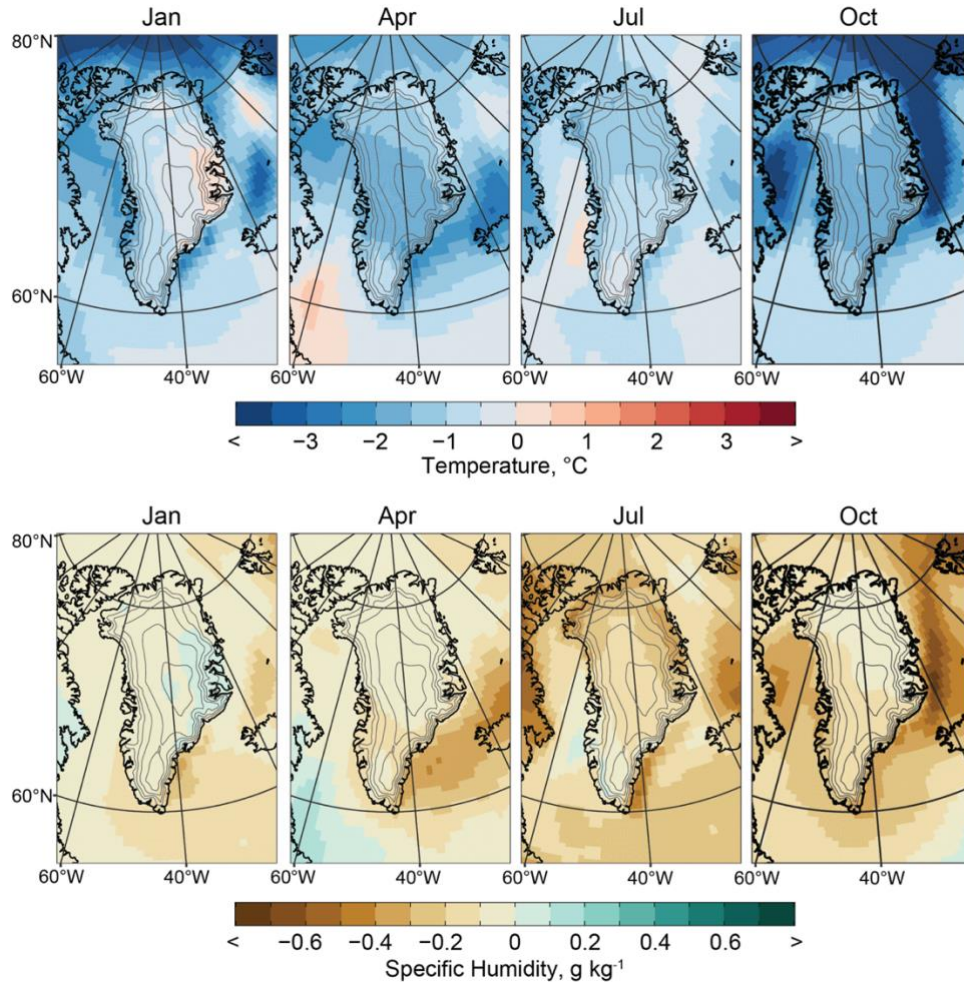 Jan Apr Jul Oct
80°N
60°N
60°W 40°W 60°W 40°W 60°W 40°W 60°W 40°W
< −3 −2 −1 0 1 2 3 >
Temperature, °C
Jan Apr Jul Oct
80°N
60°N
60°W 40°W 60°W 40°W 60°W 40°W 60°W 40°W
< −0.6 −0.4 −0.2 0 0.2 0.4 0.6 >
Specific Humidity, g kg⁻¹